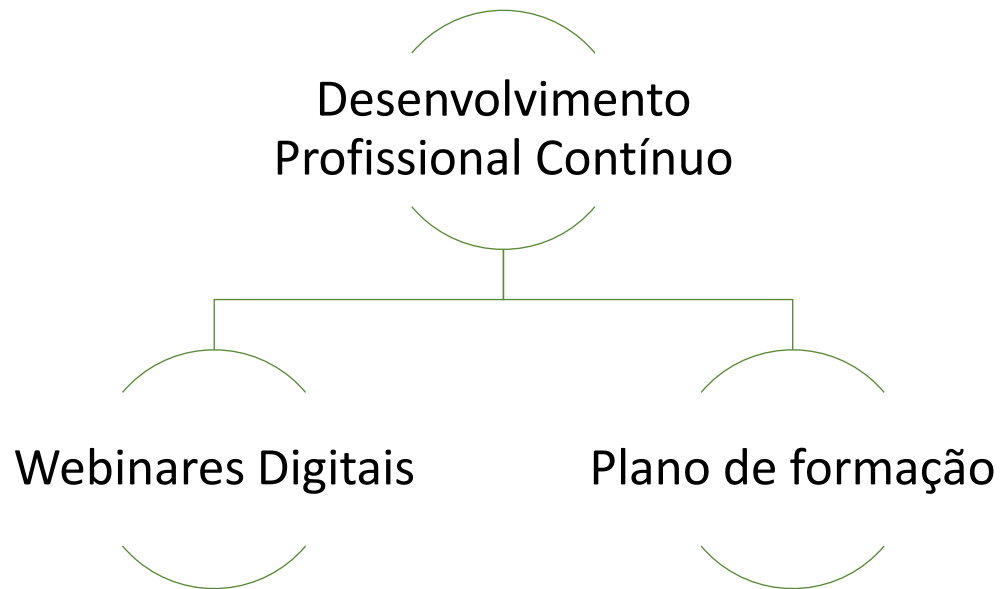 Desenvolvimento
Profissional Contínuo
Webinares Digitais
Plano de formação